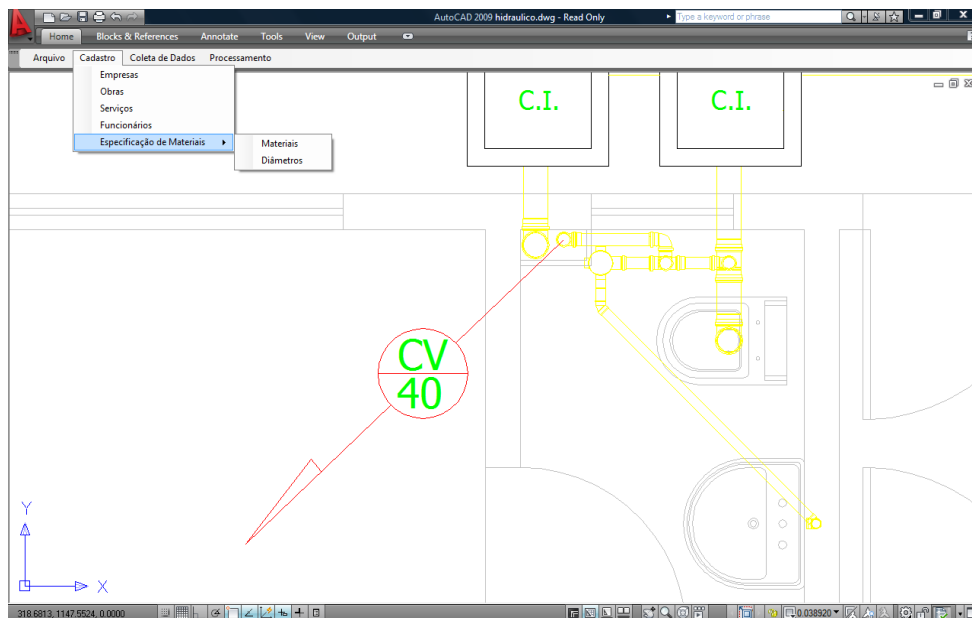 AutoCAD 2009 hidraulico.dwg - Read Only
Type a keyword or phrase
Home Blocks & References Annotate Tools View Output
Arquivo Cadastro Coleta de Dados Processamento
Empresas
Obras
Serviços
Funcionários
Especificação de Materiais
Materiais
Diâmetros
C.I.
C.I.
CV
40
Y
X
318.6813, 1147.5524, 0.0000
0.038920